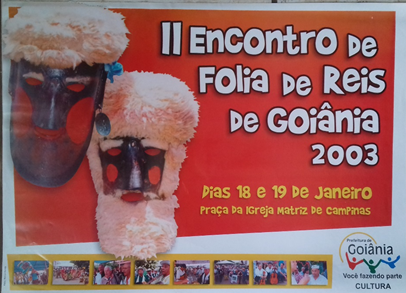 II Encontro de
Folia de Reis
de Goiânia
2003
Dias 18 e 19 de Janeiro
Praça da Igreja Matriz de Campinas
Prefeitura de
Goiânia
Você fazendo parte
CULTURA